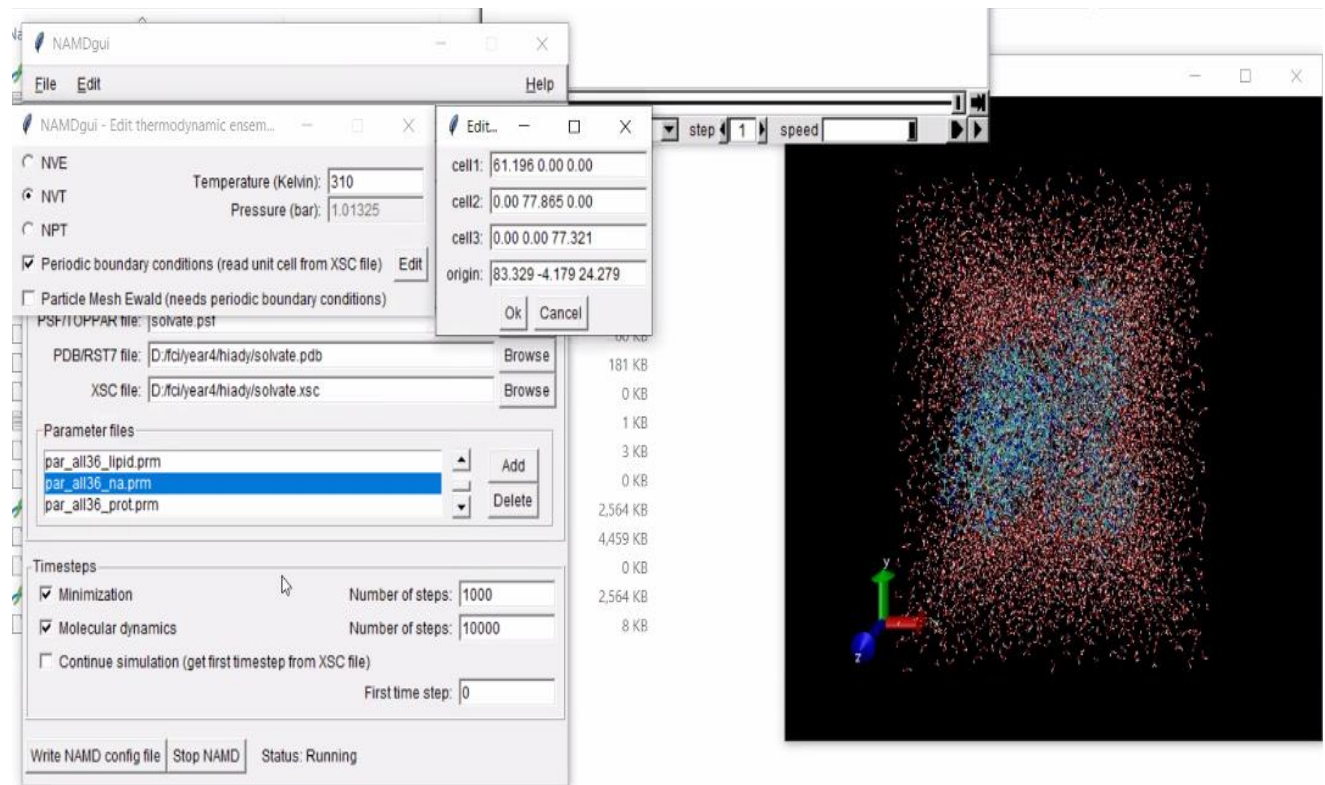 NAMDgui
File Edit Help
NAMDgui - Edit thermodynamic ensem...
NVE
Temperature (Kelvin): 310
NVT
Pressure (bar): 1.01325
NPT
Periodic boundary conditions (read unit cell from XSC file) Edit
Particle Mesh Ewald (needs periodic boundary conditions)
Edit...
cell1: 61.196 0.00 0.00
cell2: 0.00 77.865 0.00
cell3: 0.00 0.00 77.321
origin: 83.329 -4.179 24.279
Ok Cancel
step 1 speed
PSF/TOPPAR file: solvate.psf
PDB/RST7 file: D:/fci/year4/hiady/solvate.pdb Browse
XSC file: D:/fci/year4/hiady/solvate.xsc Browse
Parameter files
par_all36_lipid.prm
par_all36_na.prm
par_all36_prot.prm
Add
Delete
181 KB
0 KB
1 KB
3 KB
0 KB
2,564 KB
4,459 KB
0 KB
2,564 KB
8 KB
Timesteps
Minimization Number of steps: 1000
Molecular dynamics Number of steps: 10000
Continue simulation (get first timestep from XSC file)
First time step: 0
Write NAMD config file Stop NAMD Status: Running
y
z